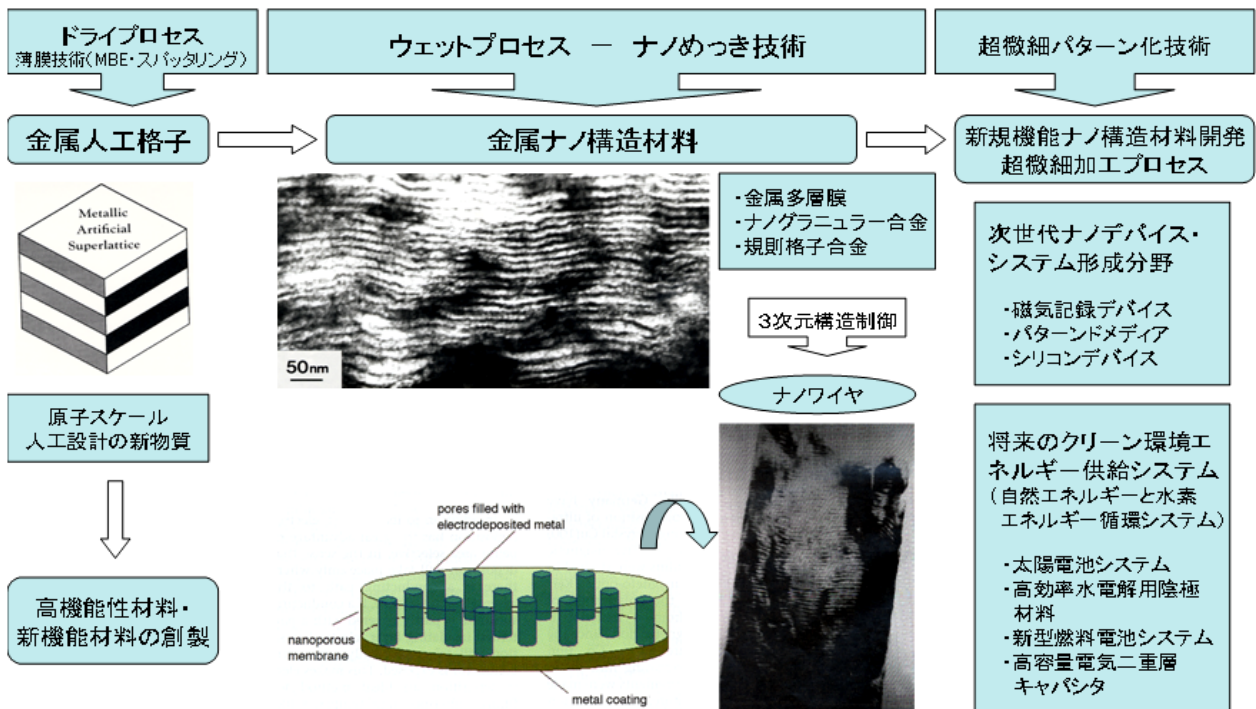 ドライプロセス
薄膜技術(MBE・スパッタリング)
ウェットプロセス － ナノめっき技術
超微細パターン化技術
金属人工格子
金属ナノ構造材料
新規機能ナノ構造材料開発
超微細加工プロセス
Metallic
Artificial
Superlattice
50nm
・金属多層膜
・ナノグラニュラー合金
・規則格子合金
３次元構造制御
ナノワイヤ
原子スケール
人工設計の新物質
高機能性材料・
新機能材料の創製
pores filled with
electrodeposited metal
nanoporous
membrane
metal coating
次世代ナノデバイス・
システム形成分野
・磁気記録デバイス
・パターンドメディア
・シリコンデバイス
将来のクリーン環境エ
ネルギー供給システム
（自然エネルギーと水素
エネルギー循環システム）
・太陽電池システム
・高効率水電解用陰極
材料
・新型燃料電池システム
・高容量電気二重層
キャパシタ